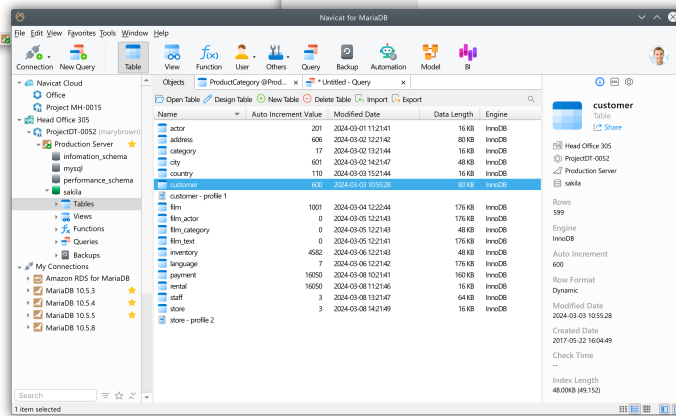 Navicat for MariaDB
File Edit View Favorites Tools Window Help
Connection New Query Table View Function User Others Query Backup Automation Model BI
Objects ProductCategory @Prod... * Untitled - Query
Open Table Design Table New Table Delete Table Import Export
Name Auto Increment Value Modified Date Data Length Engine
actor 201 2024-03-01 11:21:41 16 KB InnoDB
address 606 2024-03-02 12:21:42 80 KB InnoDB
category 17 2024-03-02 13:21:44 16 KB InnoDB
city 601 2024-03-02 14:21:47 48 KB InnoDB
country 110 2024-03-03 15:21:44 16 KB InnoDB
customer 600 2024-03-03 10:55:28 80 KB InnoDB
customer - profile 1
film 1001 2024-03-04 12:22:44 176 KB InnoDB
film_actor 0 2024-03-05 12:21:43 176 KB InnoDB
film_category 0 2024-03-05 12:21:43 48 KB InnoDB
film_text 0 2024-03-05 12:21:41 176 KB InnoDB
inventory 4582 2024-03-06 12:21:43 48 KB InnoDB
language 7 2024-03-06 12:21:42 176 KB InnoDB
payment 16050 2024-03-08 10:21:41 160 KB InnoDB
rental 16050 2024-03-08 11:21:46 16 KB InnoDB
staff 3 2024-03-08 13:21:47 64 KB InnoDB
store 3 2024-03-08 14:21:49 16 KB InnoDB
store - profile 2
Navicat Cloud
Office
Project MH-0015
Head Office 305
ProjectDT-0052 (marybrown)
Production Server
infomation_schema
mysql
performance_schema
sakila
Tables
Views
Functions
Queries
Backups
My Connections
Amazon RDS for MariaDB
MariaDB 10.5.3
MariaDB 10.5.4
MariaDB 10.5.5
MariaDB 10.5.8
Search
1 item selected
customer
Table
Share
Head Office 305
ProjectDT-0052
Production Server
sakila
Rows
599
Engine
InnoDB
Auto Increment
600
Row Format
Dynamic
Modified Date
2024-03-03 10:55:28
Created Date
2017-05-22 16:04:49
Check Time
--
Index Length
48.00KB (49,152)